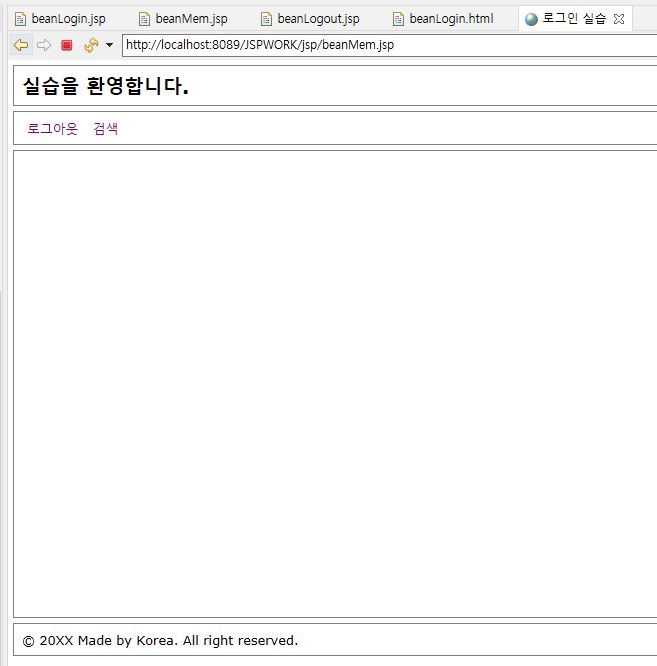 beanLogin.jsp beanMem.jsp beanLogout.jsp beanLogin.html 로그인 실습
http://localhost:8089/JSPWORK/jsp/beanMem.jsp
실습을 환영합니다.
로그아웃 검색
© 20XX Made by Korea. All right reserved.